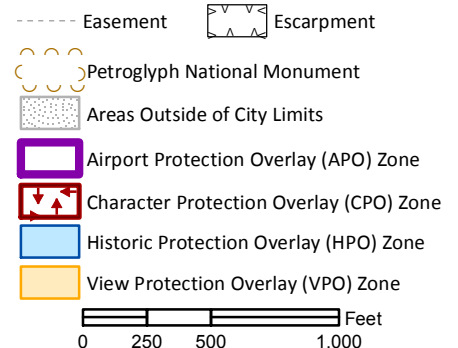 Easement Escarpment
Petroglyph National Monument
Areas Outside of City Limits
Airport Protection Overlay (APO) Zone
Character Protection Overlay (CPO) Zone
Historic Protection Overlay (HPO) Zone
View Protection Overlay (VPO) Zone
Feet
0 250 500 1,000